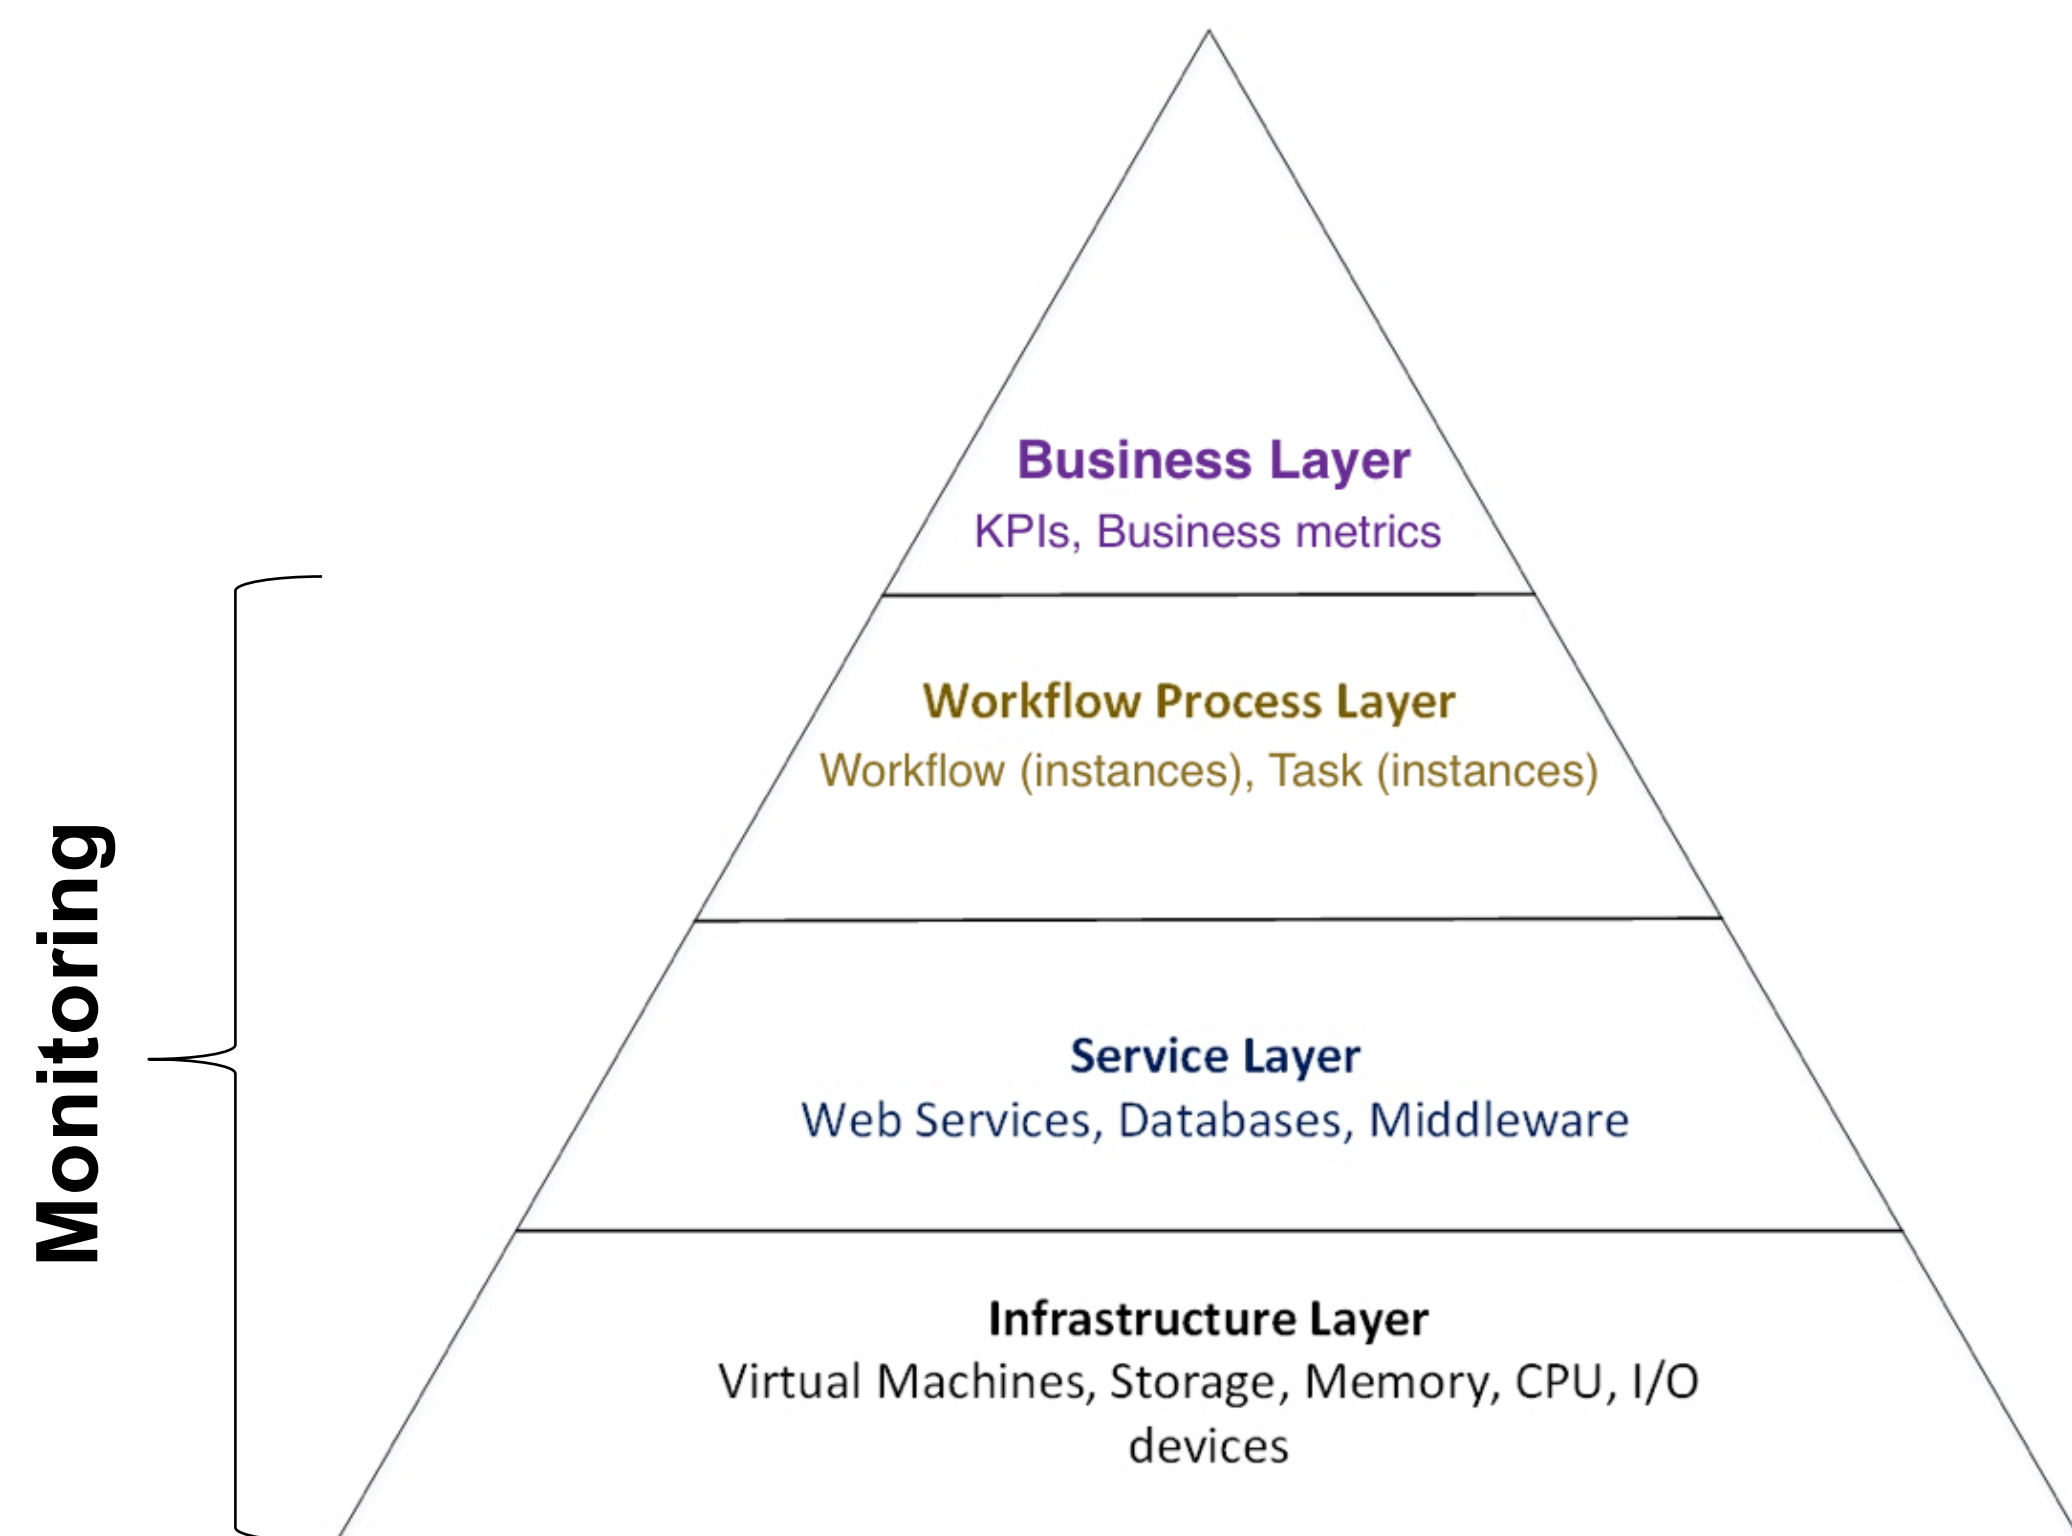 Business Layer
KPIs, Business metrics
Workflow Process Layer
Workflow (instances), Task (instances)
Monitoring
Service Layer
Web Services, Databases, Middleware
Infrastructure Layer
Virtual Machines, Storage, Memory, CPU, I/O
devices